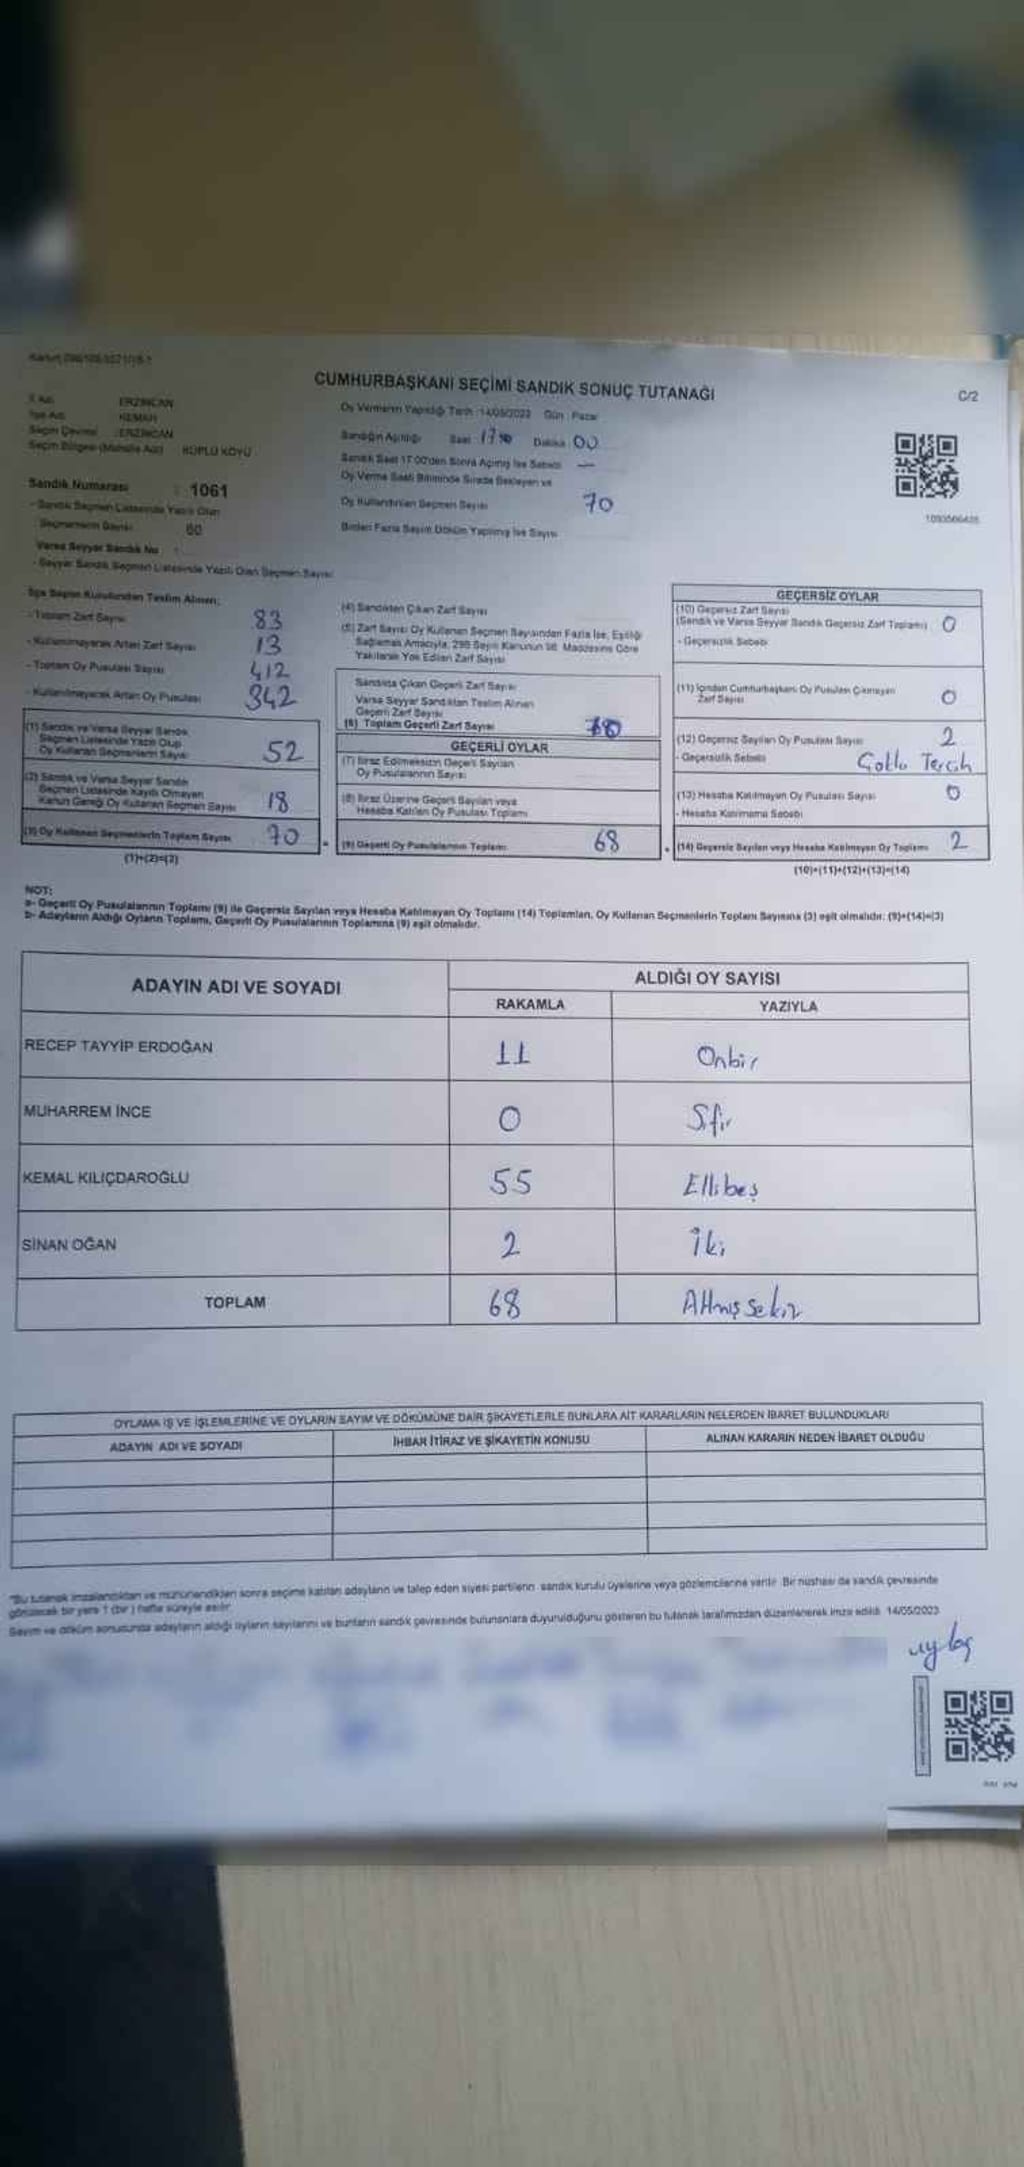 CUMHURBAŞKANI SEÇİMİ SANDIK SONUÇ TUTANAĞI
C/2
İl Adı : ERZİNCAN
İlçe Adı : KEMAH
Seçim Çevresi : ERZİNCAN
Seçim Bölgesi (Mahalle Adı) KÖYÜ
Sandık Numarası : 1061
- Sandık Seçmen Listesinde Yazılı Olan
Seçmenlerin Sayısı 60
Varsa Seyyar Sandık No :
- Seyyar Sandık Seçmen Listesinde Yazılı Olan Seçmen Sayısı
Oy Vermenin Yapıldığı Tarih : 14/05/2023 Gün : Pazar
Sandığın Açıldığı Saat Dakika 00
Sandık Saat 17:00'den Sonra Açılmış İse Sebebi —
Oy Verme Saati Bitiminde Sırada Bekleyen ve
Oy Kullandırılan Seçmen Sayısı 70
Birden Fazla Sayım Döküm Yapılmış İse Sayısı
İlçe Seçim Kurulundan Teslim Alınan;
- Toplam Zarf Sayısı 83
- Kullanılmayarak Artan Zarf Sayısı 13
- Toplam Oy Pusulası Sayısı 412
- Kullanılmayarak Artan Oy Pusulası 342
(1) Sandık ve Varsa Seyyar Sandık
Seçmen Listesinde Yazılı Olup
Oy Kullanan Seçmenlerin Sayısı 52
(2) Sandık ve Varsa Seyyar Sandık
Seçmen Listesinde Kayıtlı Olmayan
Kanun Gereği Oy Kullanan Seçmen Sayısı 18
(3) Oy Kullanan Seçmenlerin Toplam Sayısı 70
(1)+(2)=(3)
(4) Sandıktan Çıkan Zarf Sayısı
(5) Zarf Sayısı Oy Kullanan Seçmen Sayısından Fazla İse, Eşitliği
Sağlamak Amacıyla, 298 Sayılı Kanunun 98. Maddesine Göre
Yakılarak Yok Edilen Zarf Sayısı
Sandıkta Çıkan Geçerli Zarf Sayısı
Varsa Seyyar Sandıktan Teslim Alınan
Geçerli Zarf Sayısı
(6) Toplam Geçerli Zarf Sayısı
GEÇERLİ OYLAR
(7) İtiraz Edilmeksizin Geçerli Sayılan
Oy Pusulalarının Sayısı
(8) İtiraz Üzerine Geçerli Sayılan veya
Hesaba Katılan Oy Pusulası Toplamı
(9) Geçerli Oy Pusulalarının Toplamı 68
GEÇERSİZ OYLAR
(10) Geçersiz Zarf Sayısı
(Sandık ve Varsa Seyyar Sandık Geçersiz Zarf Toplamı) 0
- Geçersizlik Sebebi
(11) İçinden Cumhurbaşkanı Oy Pusulası Çıkmayan
Zarf Sayısı 0
(12) Geçersiz Sayılan Oy Pusulası Sayısı 2
- Geçersizlik Sebebi Çoklu Tercih
(13) Hesaba Katılmayan Oy Pusulası Sayısı 0
- Hesaba Katılmama Sebebi
(14) Geçersiz Sayılan veya Hesaba Katılmayan Oy Toplamı 2
(10)+(11)+(12)+(13)=(14)
NOT:
a- Geçerli Oy Pusulalarının Toplamı (9) ile Geçersiz Sayılan veya Hesaba Katılmayan Oy Toplamı (14) Toplamları, Oy Kullanan Seçmenlerin Toplam Sayısına (3) eşit olmalıdır: (9)+(14)=(3)
b- Adayların Aldığı Oyların Toplamı, Geçerli Oy Pusulalarının Toplamına (9) eşit olmalıdır.
ADAYIN ADI VE SOYADI ALDIĞI OY SAYISI
RAKAMLA YAZIYLA
RECEP TAYYİP ERDOĞAN 11 Onbir
MUHARREM İNCE 0 Sıfır
KEMAL KILIÇDAROĞLU 55 Ellibeş
SİNAN OĞAN 2 İki
TOPLAM 68 Altmışsekiz
OYLAMA İŞ VE İŞLEMLERİNE VE OYLARIN SAYIM VE DÖKÜMÜNE DAİR ŞİKAYETLERLE BUNLARA AİT KARARLARIN NELERDEN İBARET BULUNDUKLARI
ADAYIN ADI VE SOYADI İHBAR İTİRAZ VE ŞİKAYETİN KONUSU ALINAN KARARIN NEDEN İBARET OLDUĞU
"Bu tutanak imzalandıktan ve mühürlendikten sonra seçime katılan adayların ve talep eden siyasi partilerin sandık kurulu üyelerine veya gözlemcilerine verilir. Bir nüshası da sandık çevresinde
görülecek bir yere 1 (bir) hafta süreyle asılır.
Sayım ve döküm sonucunda adayların aldığı oyların sayılarını ve bunların sandık çevresinde bulunanlara duyurulduğunu gösteren bu tutanak tarafımızdan düzenlenerek imza edildi. 14/05/2023